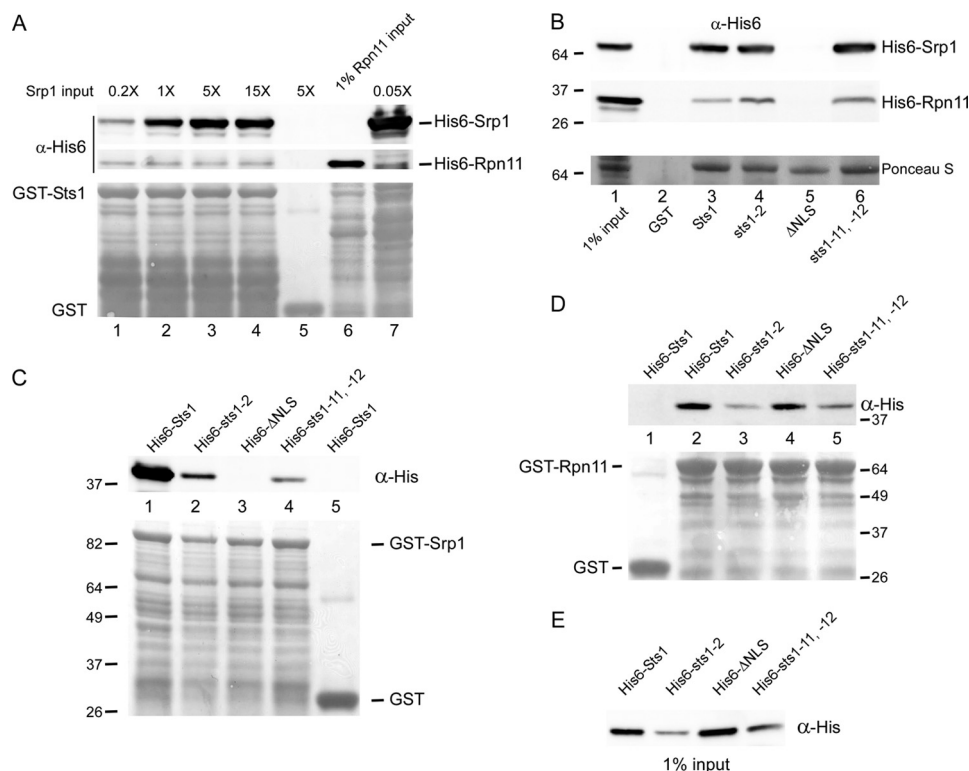 A
Srp1 input 0.2X 1X 5X 15X 5X 1% Rpn11 input 0.05X
α-His6
His6-Srp1
His6-Rpn11
GST-Sts1
GST
1 2 3 4 5 6 7
B
α-His6
64
His6-Srp1
37
His6-Rpn11
26
64
Ponceau S
1 2 3 4 5 6
1% input GST Sts1 sts1-2 ΔNLS sts1-11, -12
C
His6-Sts1 His6-sts1-2 His6-ΔNLS His6-sts1-11, -12 His6-Sts1
α-His
37
1 2 3 4 5
82
GST-Srp1
64
49
37
GST
26
D
His6-Sts1 His6-Sts1 His6-sts1-2 His6-ΔNLS His6-sts1-11, -12
α-His
37
1 2 3 4 5
GST-Rpn11
64
49
37
GST
26
E
His6-Sts1 His6-sts1-2 His6-ΔNLS His6-sts1-11, -12
α-His
1% input